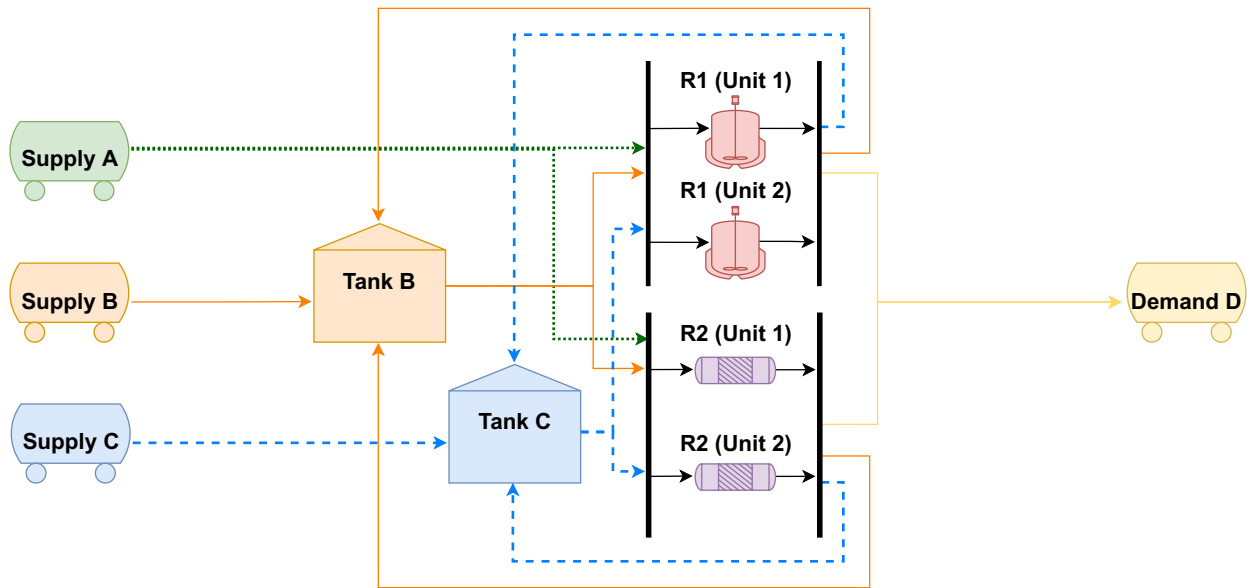 R1 (Unit 1)
Supply A
R1 (Unit 2)
Tank B
Supply B
Demand D
R2 (Unit 1)
Tank C
Supply C
R2 (Unit 2)